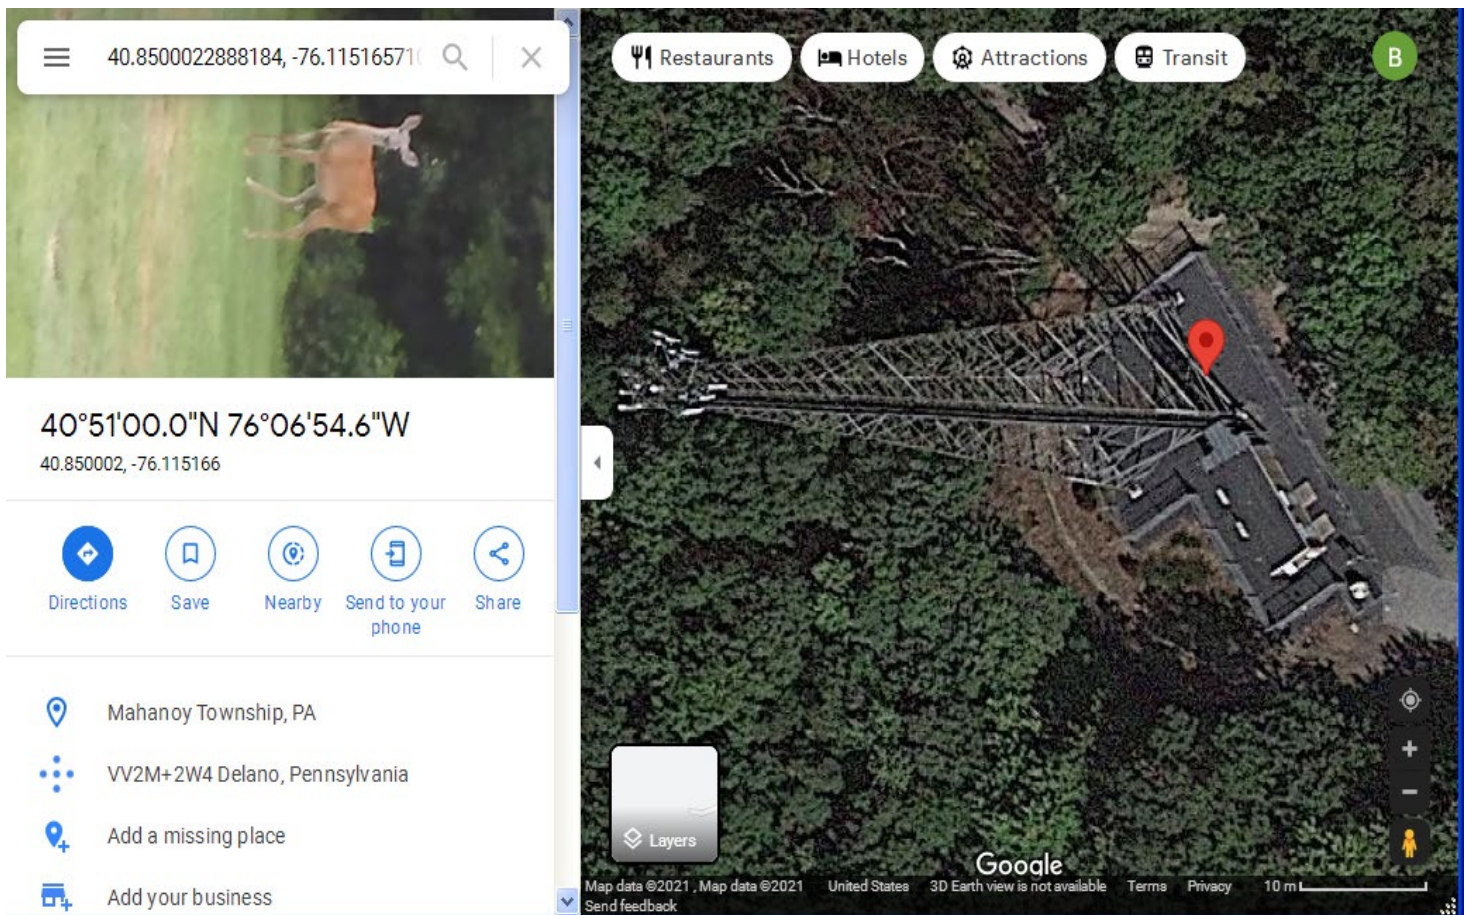 40.8500022888184, -76.11516571
Restaurants
Hotels
Attractions
Transit
B
40°51'00.0"N 76°06'54.6"W
40.850002, -76.115166
Directions
Save
Nearby
Send to your
phone
Share
Mahanoy Township, PA
VV2M+2W4 Delano, Pennsylvania
Add a missing place
Add your business
Layers
Google
Map data ©2021 , Map data ©2021 United States 3D Earth view is not available Terms Privacy 10 m
Send feedback